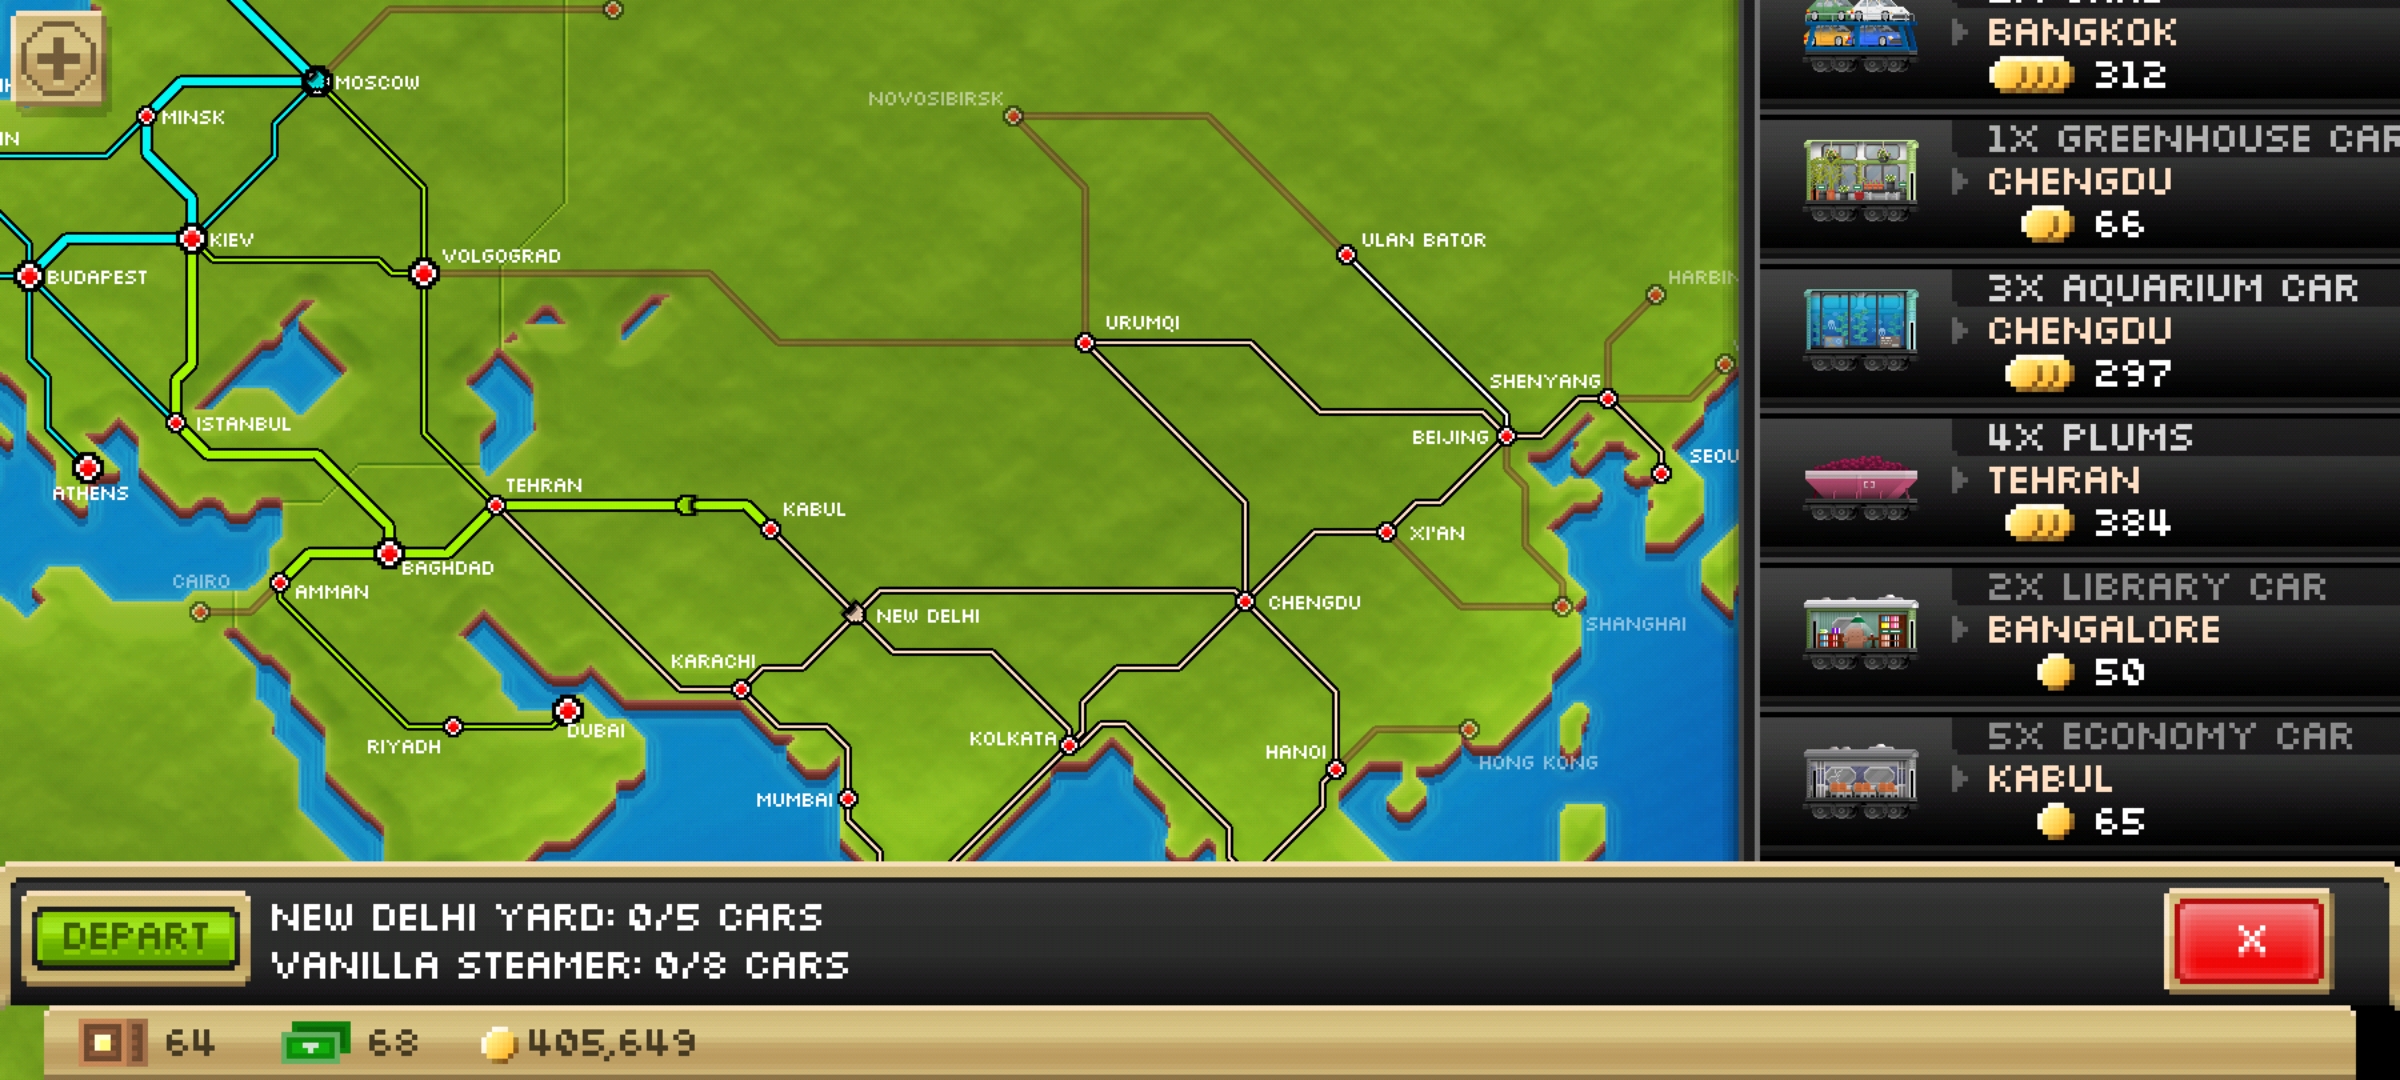 MOSCOW
NOVOSIBIRSK
MINSK
IN
KIEV
ULAN BATOR
VOLGOGRAD
BUDAPEST
HARBIN
URUMQI
SHENYANG
ISTANBUL
BEIJING
SEOU
ATHENS
TEHRAN
KABUL
XI'AN
BAGHDAD
CAIRO
AMMAN
CHENGDU
NEW DELHI
SHANGHAI
KARACHI
DUBAI
RIYADH
KOLKATA
HANOI
HONG KONG
MUMBAI
BANGKOK
312
1X GREENHOUSE CAR
CHENGDU
66
3X AQUARIUM CAR
CHENGDU
297
4X PLUMS
TEHRAN
384
2X LIBRARY CAR
BANGALORE
50
5X ECONOMY CAR
KABUL
65
DEPART
NEW DELHI YARD: 0/5 CARS
VANILLA STEAMER: 0/8 CARS
X
64
68
405,649